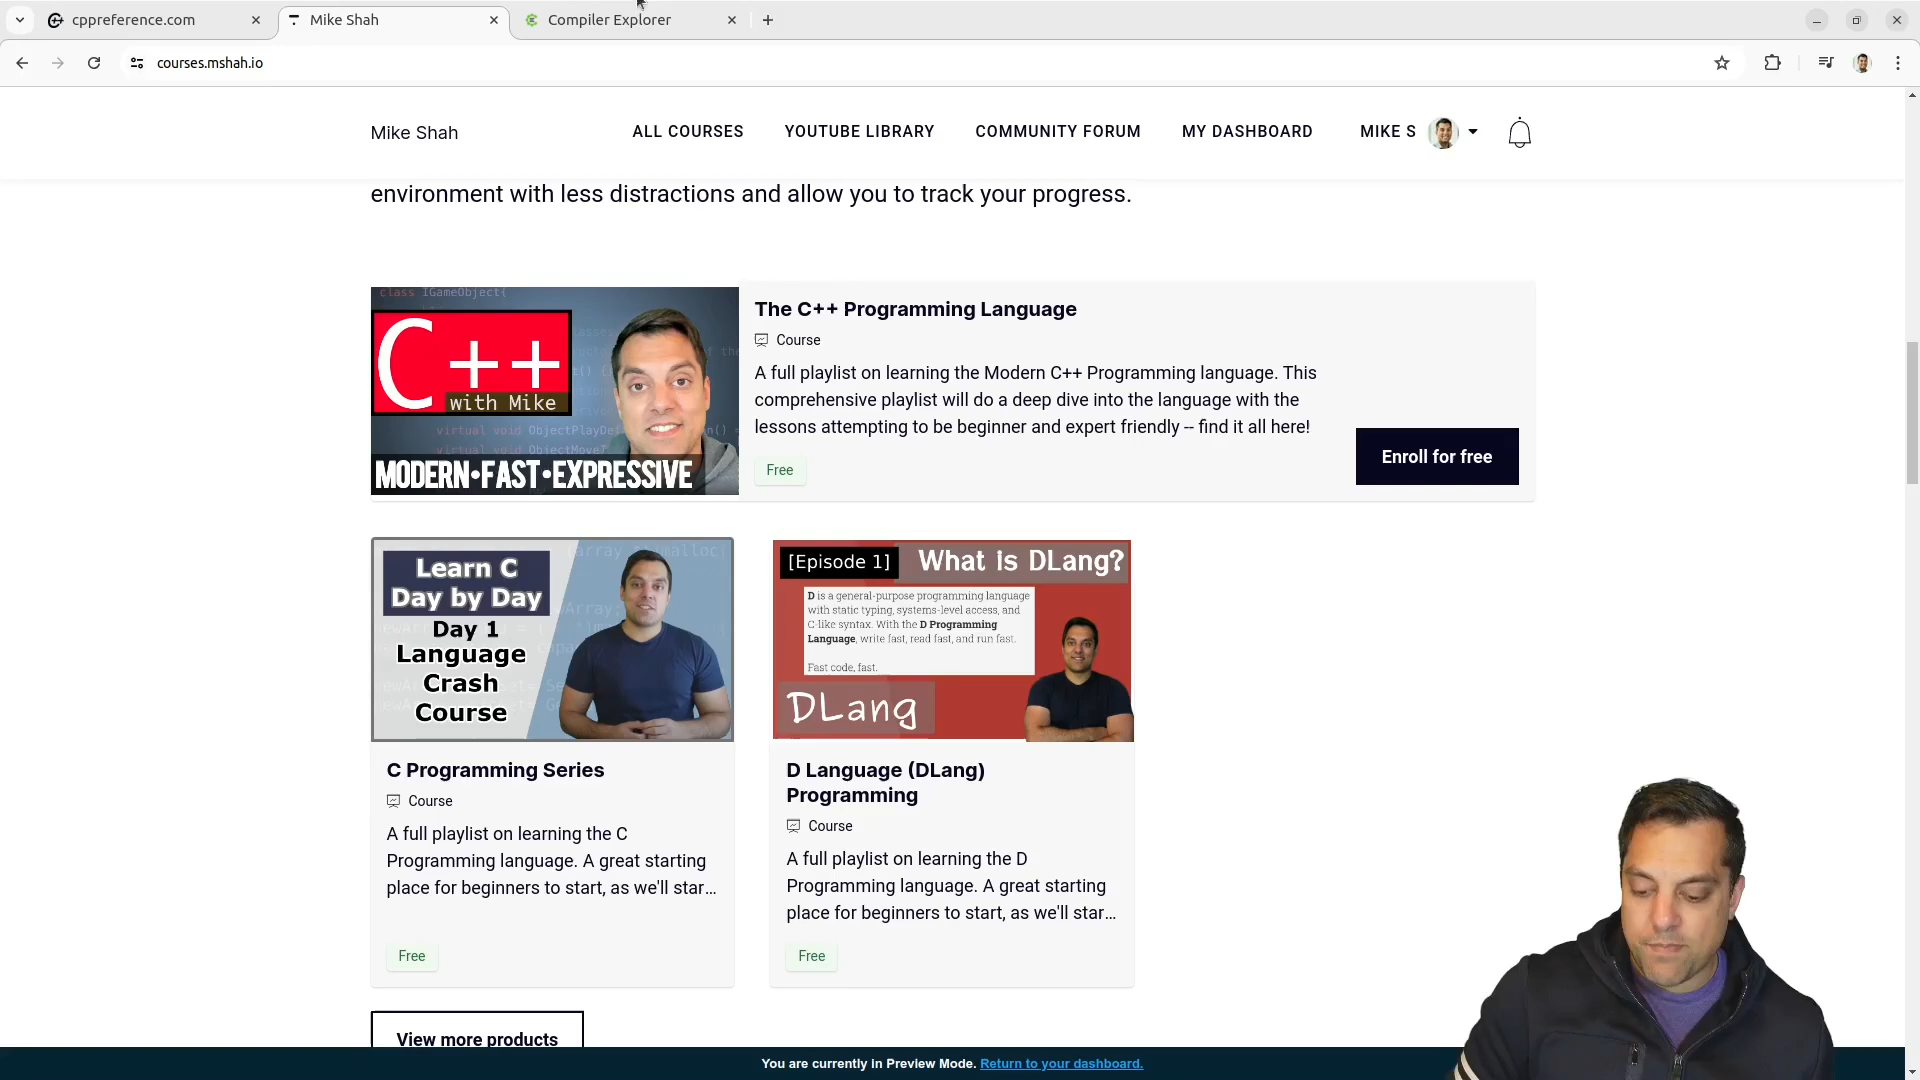 cppreference.com
Mike Shah
Compiler Explorer
courses.mshah.io
Mike Shah
ALL COURSES
YOUTUBE LIBRARY
COMMUNITY FORUM
MY DASHBOARD
MIKE S
environment with less distractions and allow you to track your progress.
class IGameObject{
C++
with Mike
MODERN•FAST•EXPRESSIVE
The C++ Programming Language
Course
A full playlist on learning the Modern C++ Programming language. This
comprehensive playlist will do a deep dive into the language with the
lessons attempting to be beginner and expert friendly -- find it all here!
Free
Enroll for free
Learn C
Day by Day
Day 1
Language
Crash
Course
C Programming Series
Course
A full playlist on learning the C
Programming language. A great starting
place for beginners to start, as we'll star...
Free
[Episode 1]
What is DLang?
D is a general-purpose programming language
with static typing, systems-level access, and
C-like syntax. With the D Programming
Language, write fast, read fast, and run fast.
Fast code, fast.
DLang
D Language (DLang)
Programming
Course
A full playlist on learning the D
Programming language. A great starting
place for beginners to start, as we'll star...
Free
View more products
You are currently in Preview Mode. Return to your dashboard.